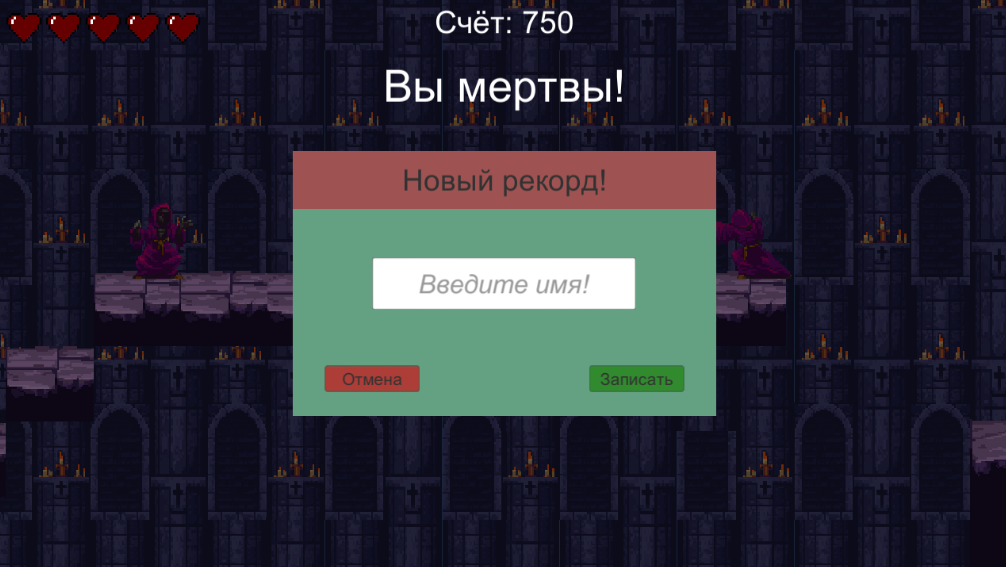 Счёт: 750
Вы мертвы!
Новый рекорд!
Введите имя!
Отмена
Записать